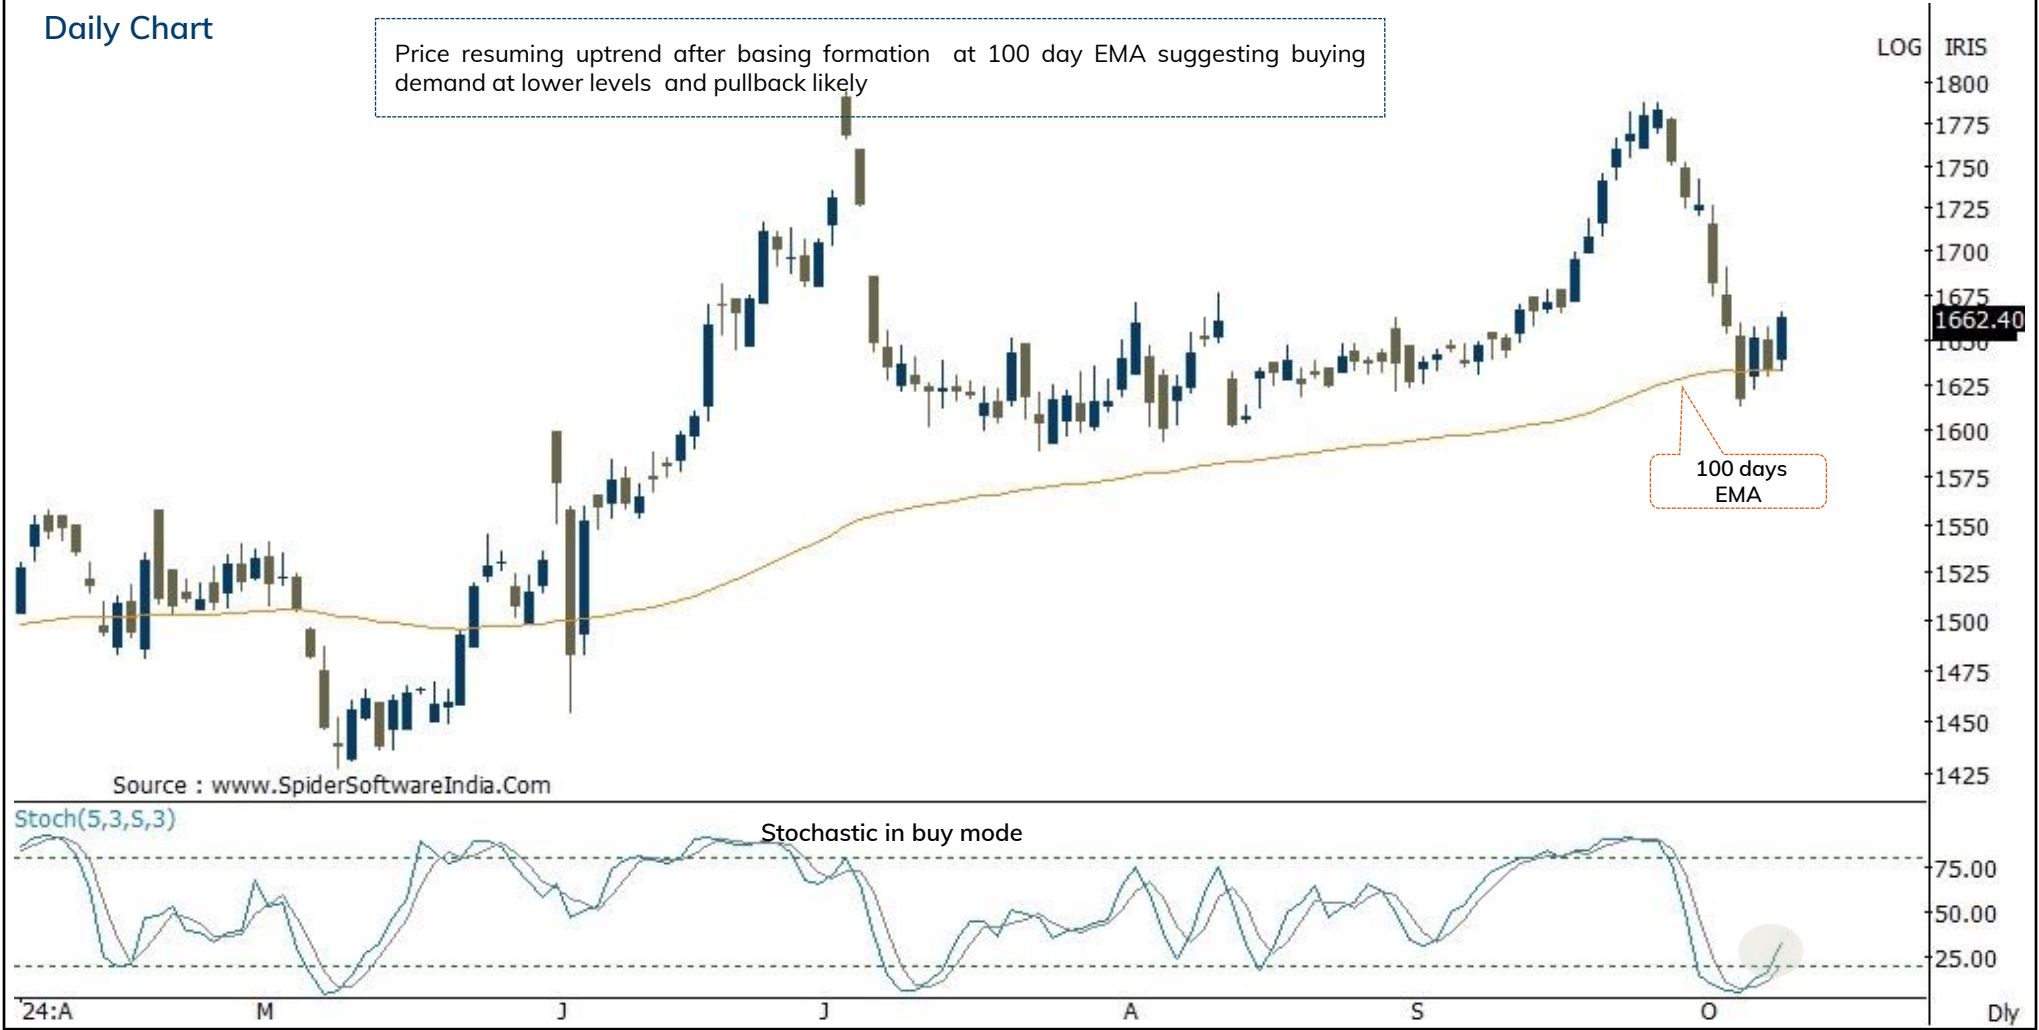 Daily Chart
Price resuming uptrend after basing formation at 100 day EMA suggesting buying
demand at lower levels and pullback likely
LOG
IRIS
1800
1775
1750
1725
1700
1675
1662.40
1650
1625
1600
1575
1550
1525
1500
1475
1450
1425
100 days
EMA
Source : www.SpiderSoftwareIndia.Com
Stoch(5,3,S,3)
Stochastic in buy mode
75.00
50.00
25.00
'24:A M J J A S O Dly